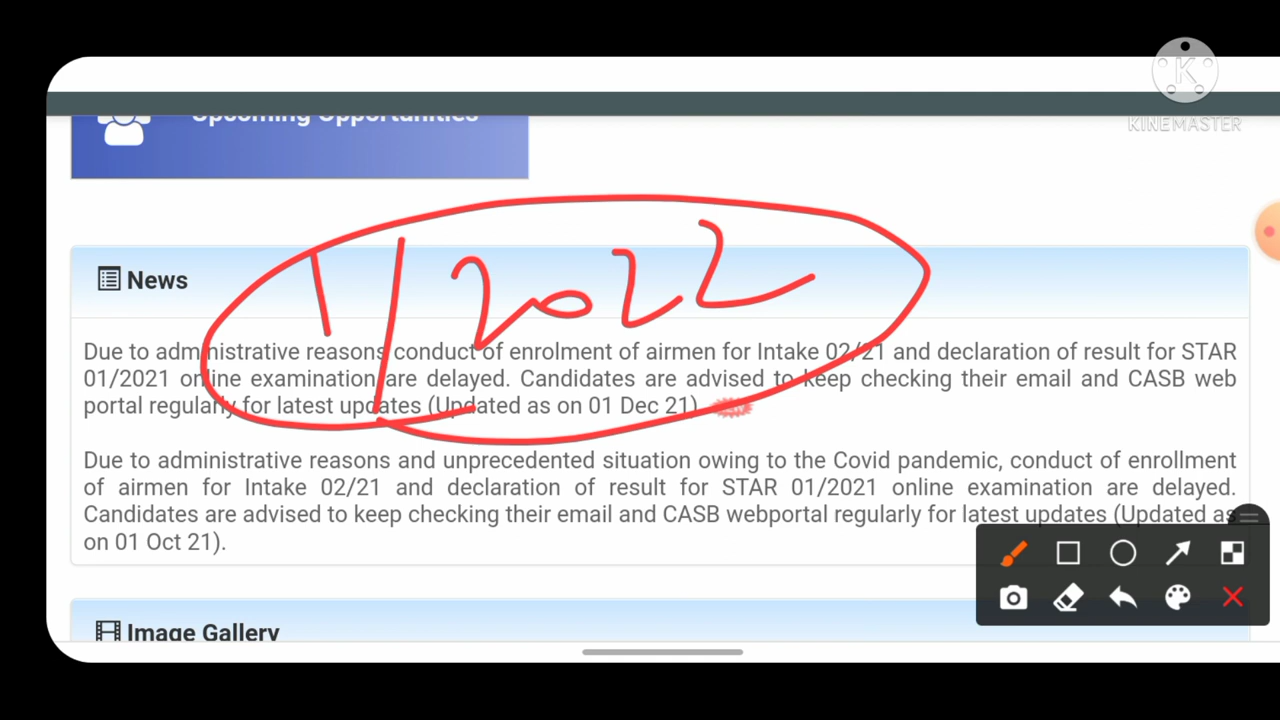 KINEMASTER
Upcoming Opportunities
1/2022
News
Due to administrative reasons conduct of enrolment of airmen for Intake 02/21 and declaration of result for STAR
01/2021 online examination are delayed. Candidates are advised to keep checking their email and CASB web
portal regularly for latest updates (Updated as on 01 Dec 21)
Due to administrative reasons and unprecedented situation owing to the Covid pandemic, conduct of enrollment
of airmen for Intake 02/21 and declaration of result for STAR 01/2021 online examination are delayed.
Candidates are advised to keep checking their email and CASB webportal regularly for latest updates (Updated as
on 01 Oct 21).
Image Gallery